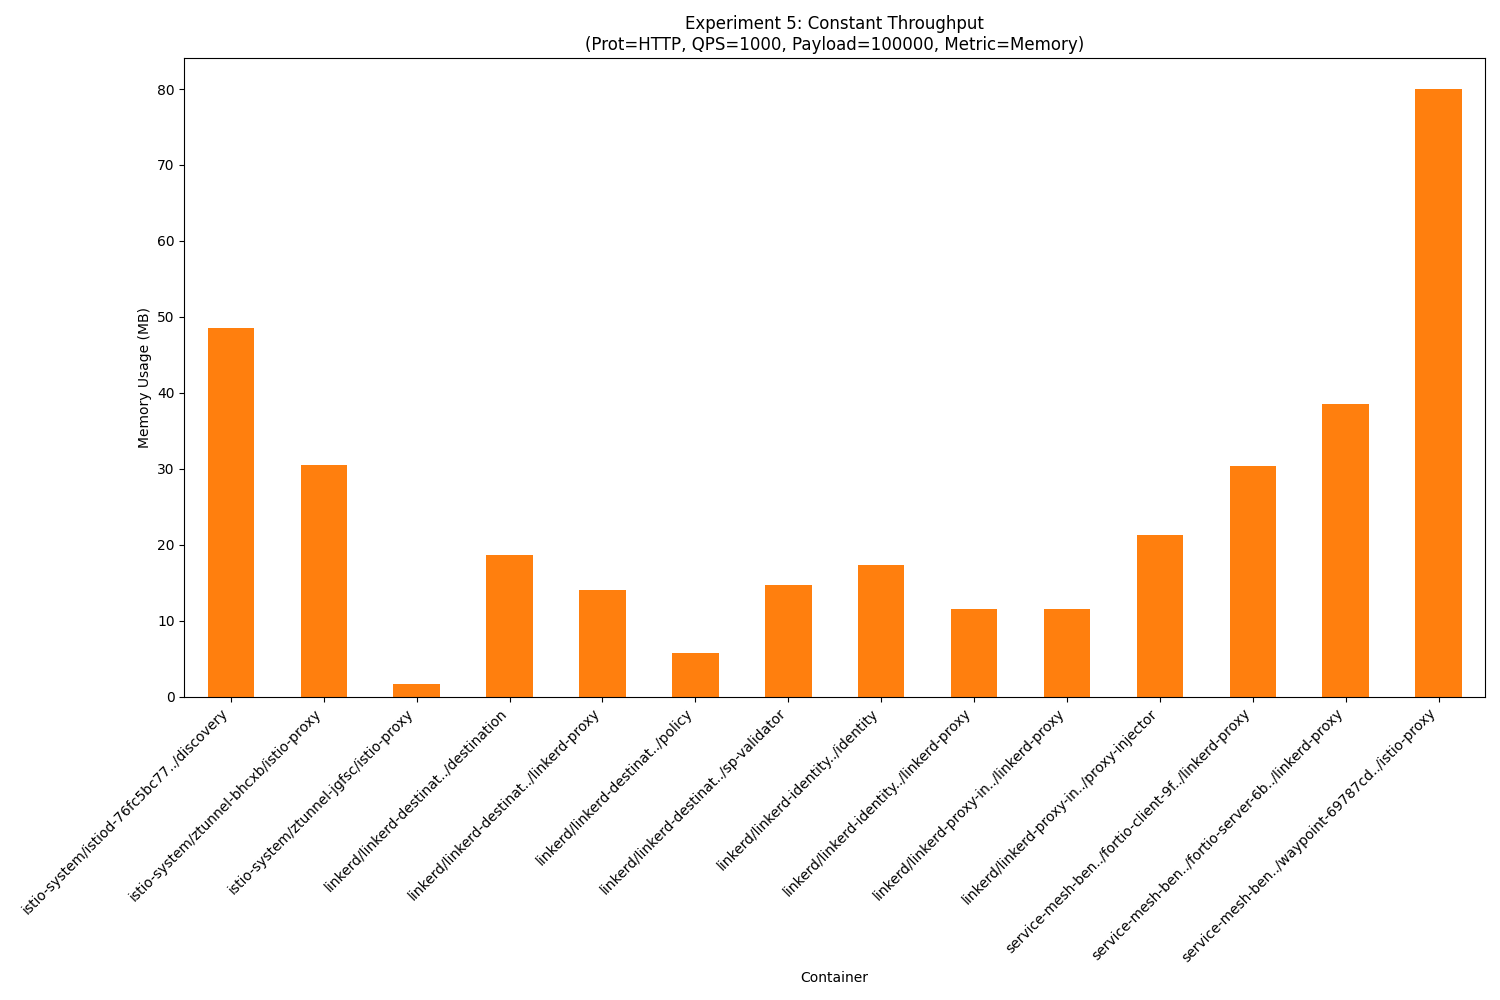 Experiment 5: Constant Throughput
(Prot=HTTP, QPS=1000, Payload=100000, Metric=Memory)
Memory Usage (MB)
80
70
60
50
40
30
20
10
0
istio-system/istiod-76fc5bc77../discovery
istio-system/ztunnel-bhcxb/istio-proxy
istio-system/ztunnel-jgfsc/istio-proxy
linkerd/linkerd-destinat../destination
linkerd/linkerd-destinat../linkerd-proxy
linkerd/linkerd-destinat../policy
linkerd/linkerd-destinat../sp-validator
linkerd/linkerd-identity../identity
linkerd/linkerd-identity../linkerd-proxy
linkerd/linkerd-proxy-in../linkerd-proxy
linkerd/linkerd-proxy-in../proxy-injector
service-mesh-ben../fortio-client-9f../linkerd-proxy
service-mesh-ben../fortio-server-6b../linkerd-proxy
service-mesh-ben../waypoint-69787cd../istio-proxy
Container